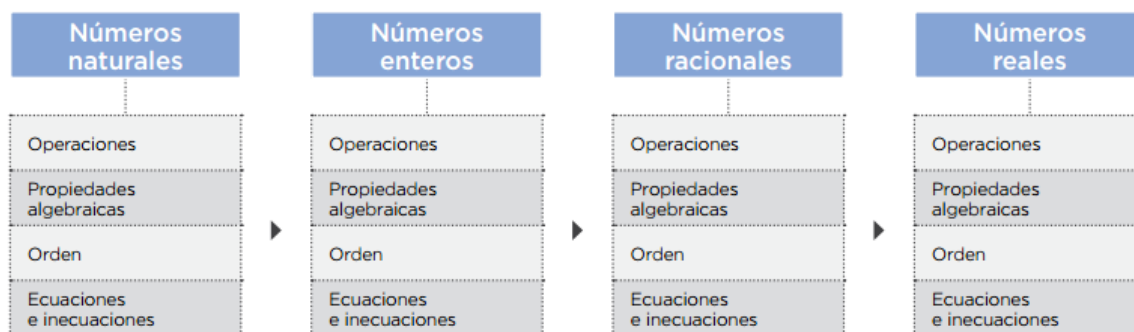 Números
naturales
Operaciones
Propiedades
algebraicas
Orden
Ecuaciones
e inecuaciones
Números
enteros
Operaciones
Propiedades
algebraicas
Orden
Ecuaciones
e inecuaciones
Números
racionales
Operaciones
Propiedades
algebraicas
Orden
Ecuaciones
e inecuaciones
Números
reales
Operaciones
Propiedades
algebraicas
Orden
Ecuaciones
e inecuaciones